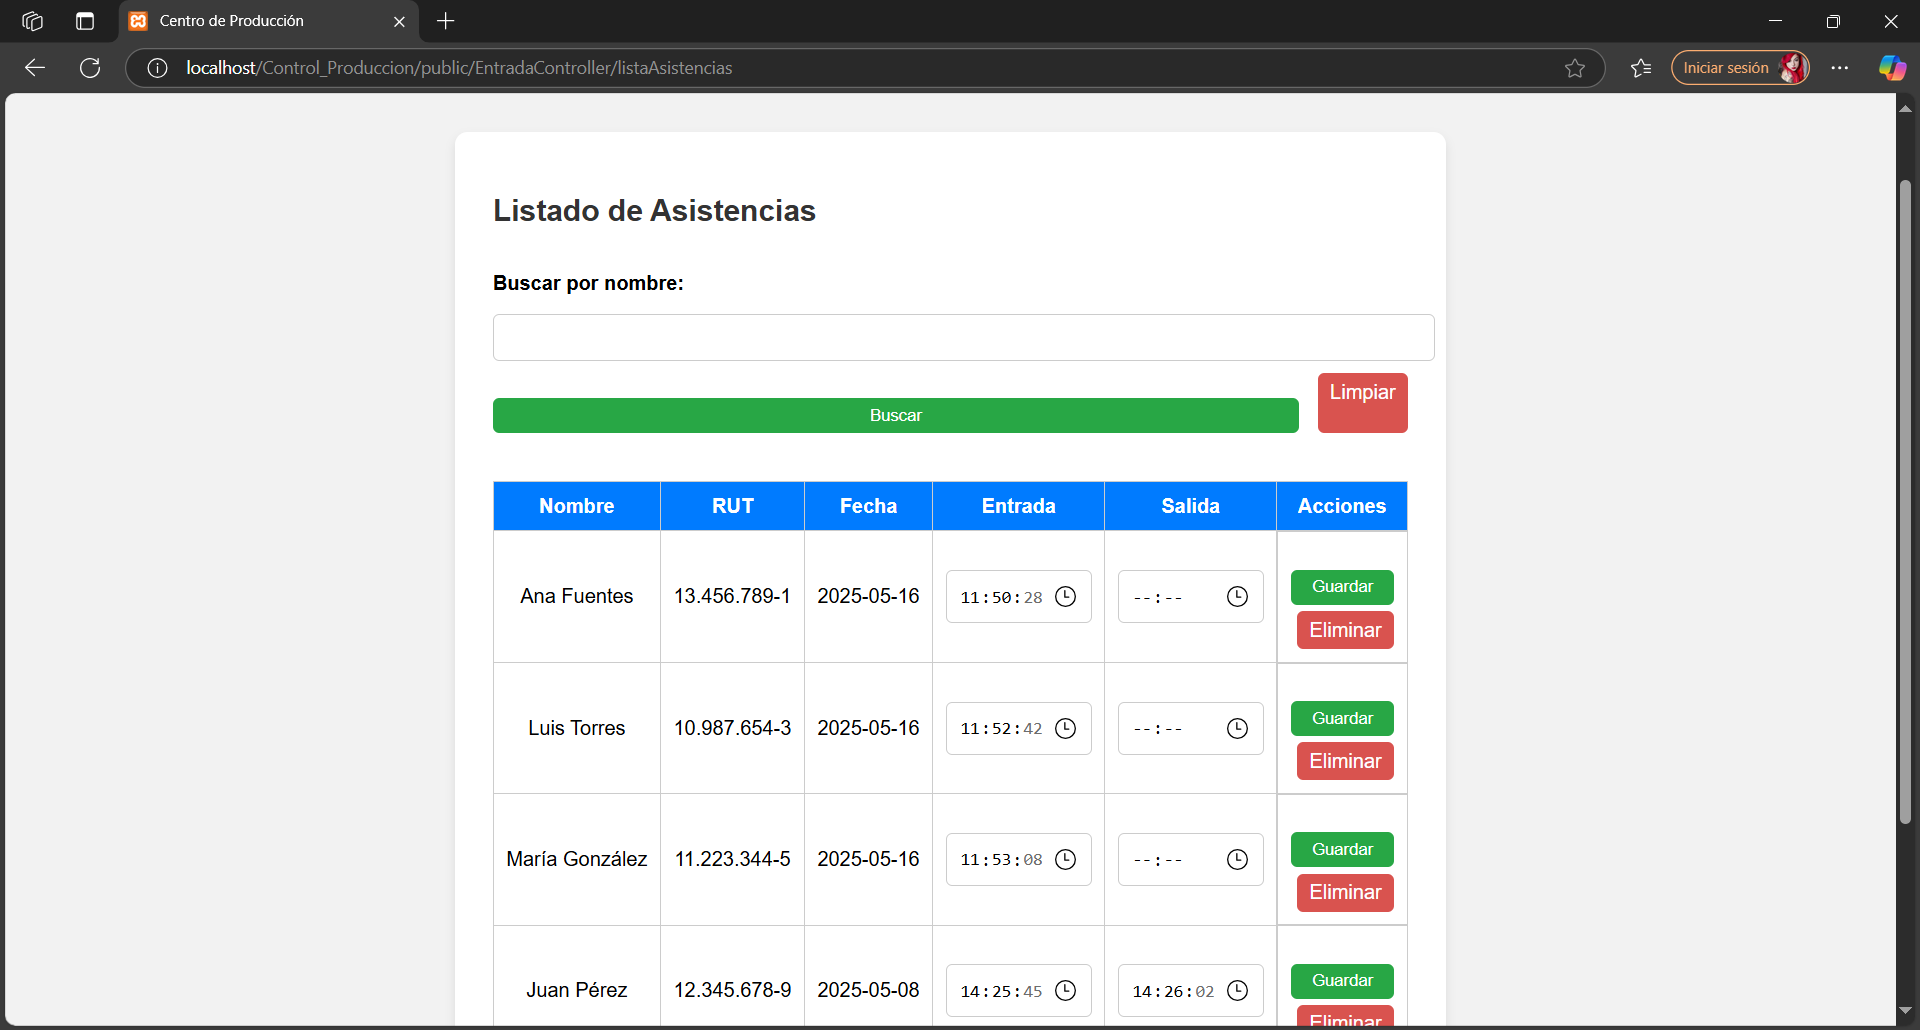 Centro de Producción
localhost/Control_Produccion/public/EntradaController/listaAsistencias
Iniciar sesión
Listado de Asistencias
Buscar por nombre:
Limpiar
Buscar
Nombre RUT Fecha Entrada Salida Acciones
Ana Fuentes 13.456.789-1 2025-05-16 11:50:28 --:-- Guardar
Eliminar
Luis Torres 10.987.654-3 2025-05-16 11:52:42 --:-- Guardar
Eliminar
María González 11.223.344-5 2025-05-16 11:53:08 --:-- Guardar
Eliminar
Juan Pérez 12.345.678-9 2025-05-08 14:25:45 14:26:02 Guardar
Eliminar